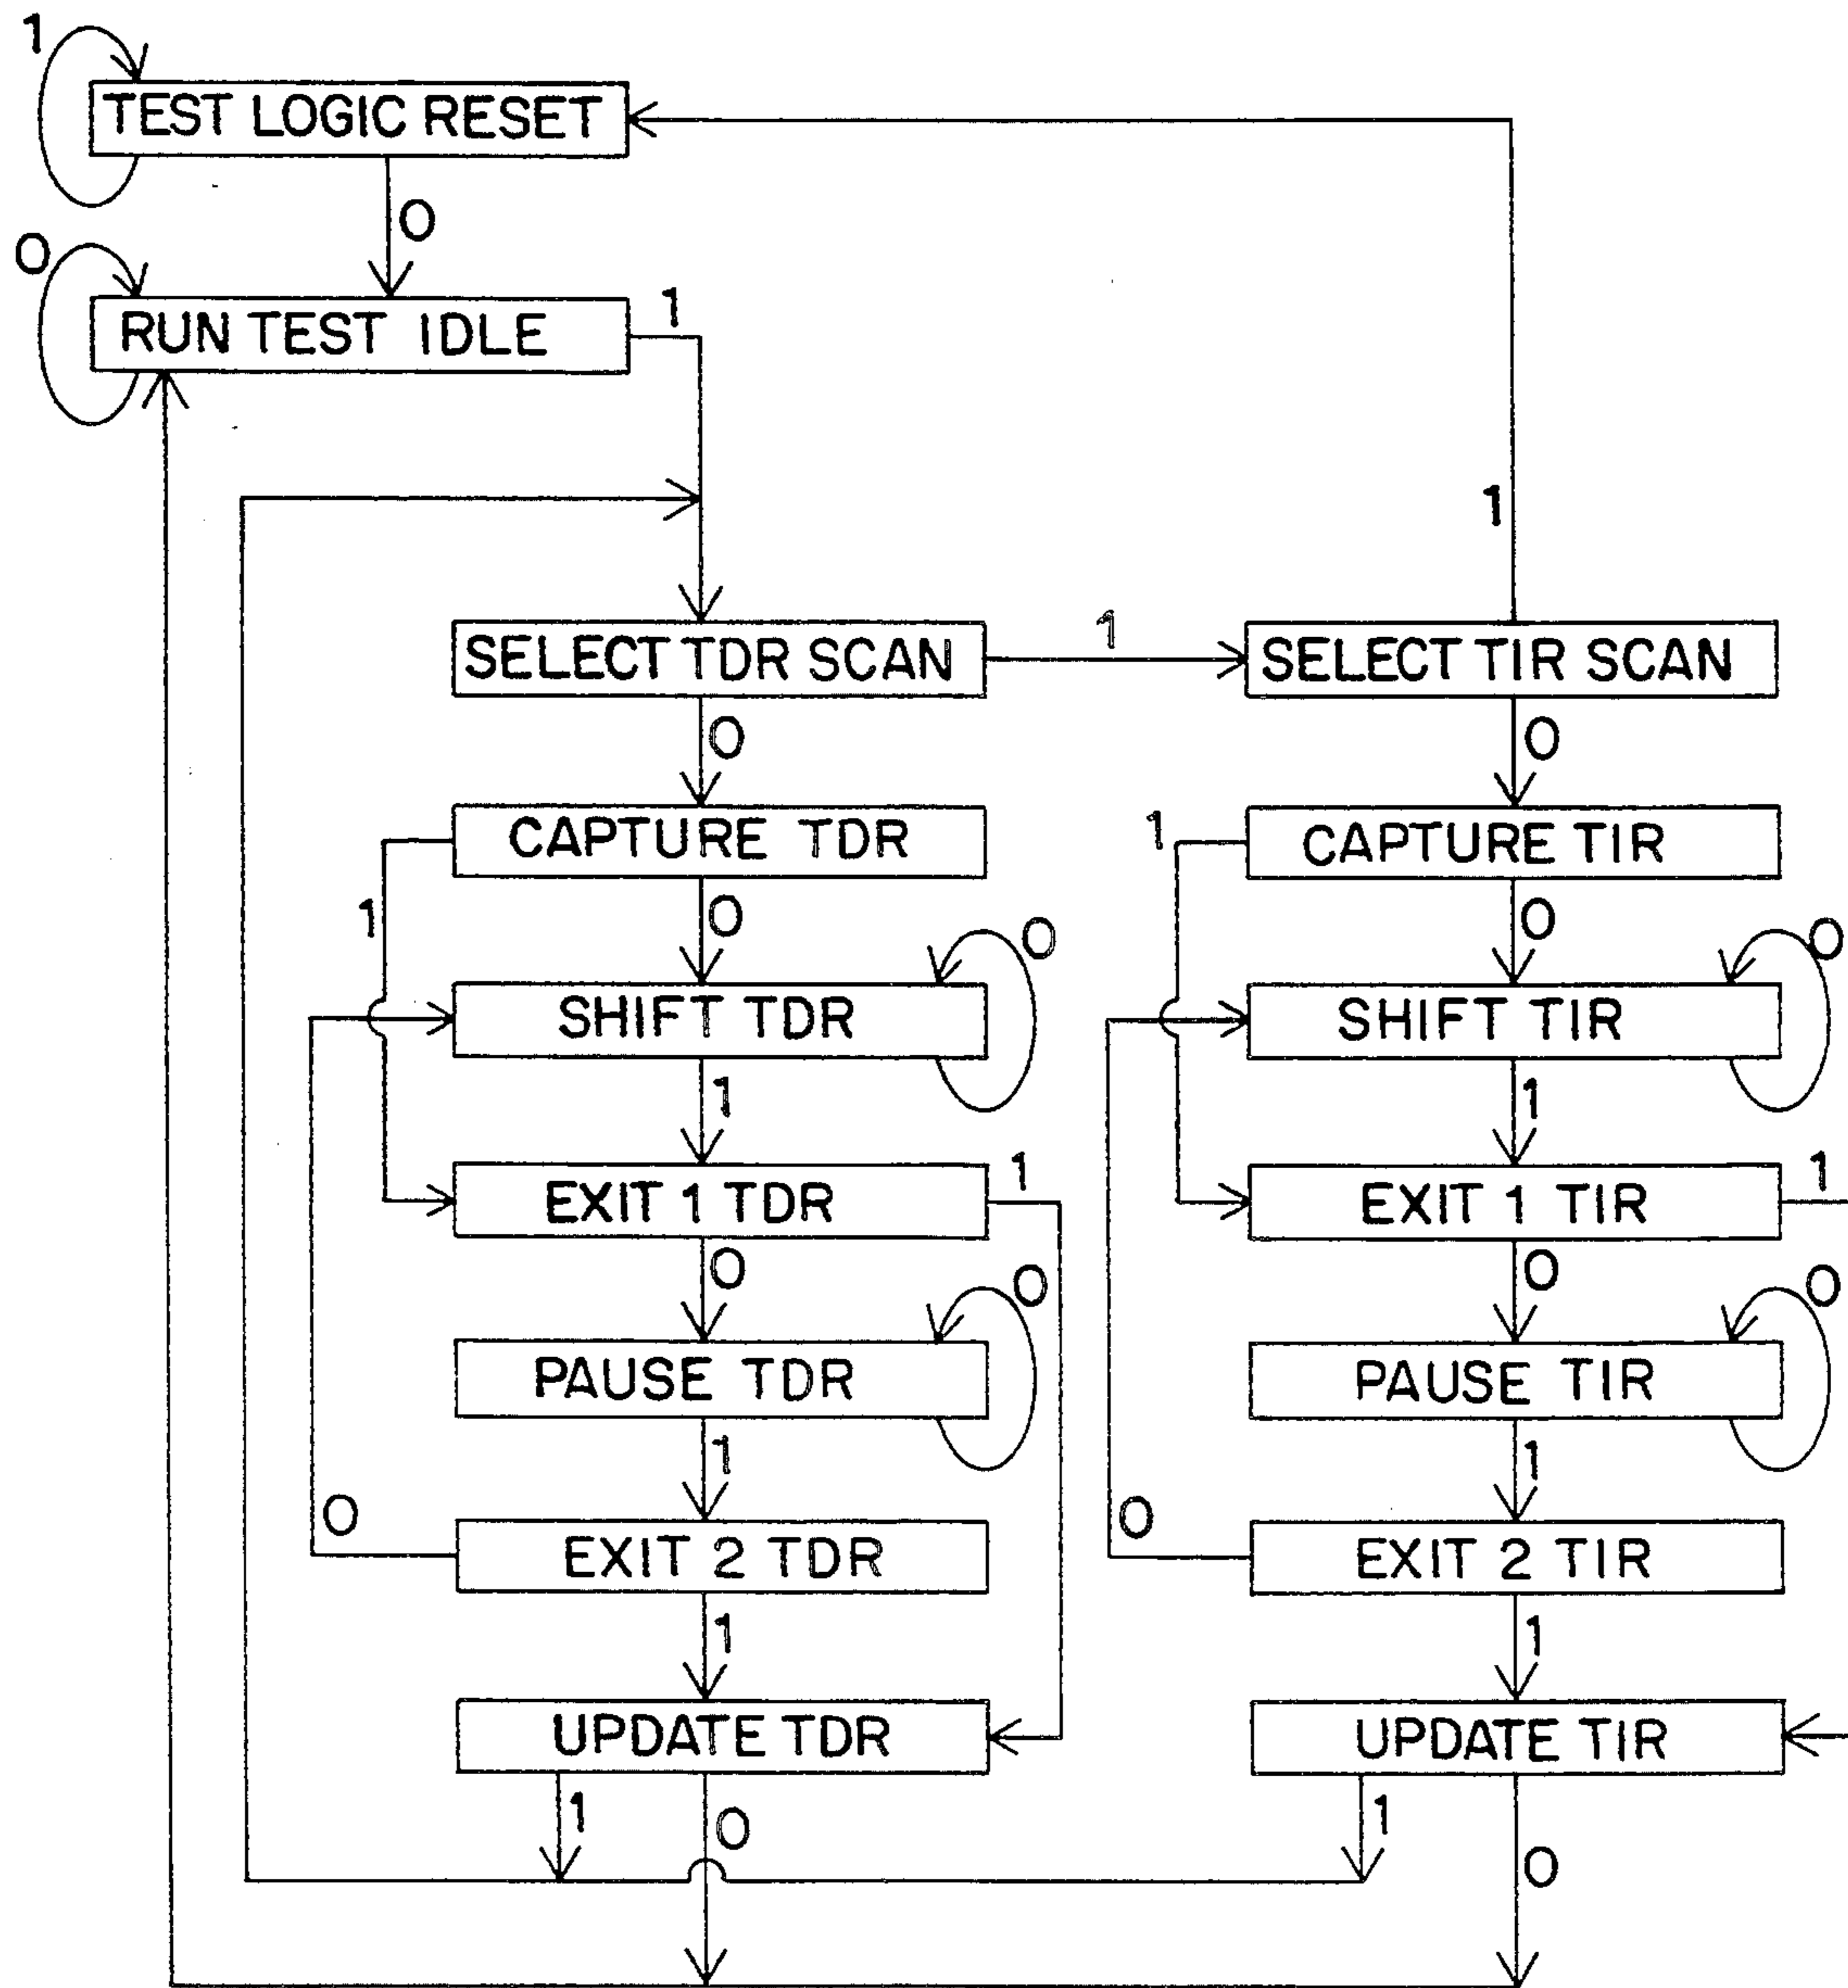 1
TEST LOGIC RESET
0
0
RUN TEST IDLE
1
1
SELECT TDR SCAN
1
SELECT TIR SCAN
0
0
CAPTURE TDR
1
CAPTURE TIR
1
0
0
0
0
SHIFT TDR
SHIFT TIR
1
1
EXIT 1 TDR
1
EXIT 1 TIR
1
0
0
0
0
PAUSE TDR
PAUSE TIR
1
1
0
0
EXIT 2 TDR
EXIT 2 TIR
1
1
UPDATE TDR
UPDATE TIR
1
0
1
0